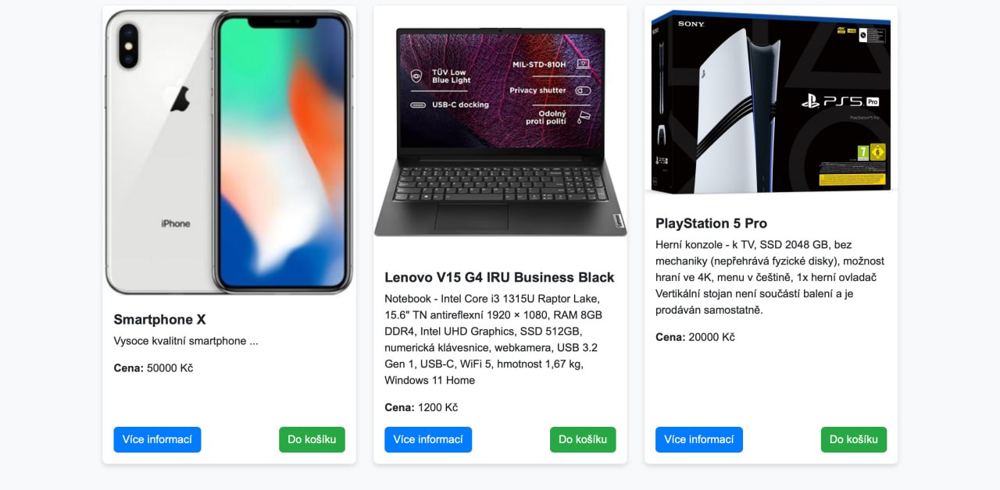 iPhone
Smartphone X
Vysoce kvalitní smartphone ...
Cena: 50000 Kč
Více informací
Do košíku
TÜV Low
Blue Light
USB-C docking
MIL-STD-810H
Privacy shutter
Odolný
proti polití
Lenovo
Lenovo V15 G4 IRU Business Black
Notebook - Intel Core i3 1315U Raptor Lake,
15.6" TN antireflexní 1920 × 1080, RAM 8GB
DDR4, Intel UHD Graphics, SSD 512GB,
numerická klávesnice, webkamera, USB 3.2
Gen 1, USB-C, WiFi 5, hmotnost 1,67 kg,
Windows 11 Home
Cena: 1200 Kč
Více informací
Do košíku
SONY
PS5 Pro
PlayStation®5 Pro
7
6
PlayStation 5 Pro
Herní konzole - k TV, SSD 2048 GB, bez
mechaniky (nepřehrává fyzické disky), možnost
hraní ve 4K, menu v češtině, 1x herní ovladač
Vertikální stojan není součástí balení a je
prodáván samostatně.
Cena: 20000 Kč
Více informací
Do košíku